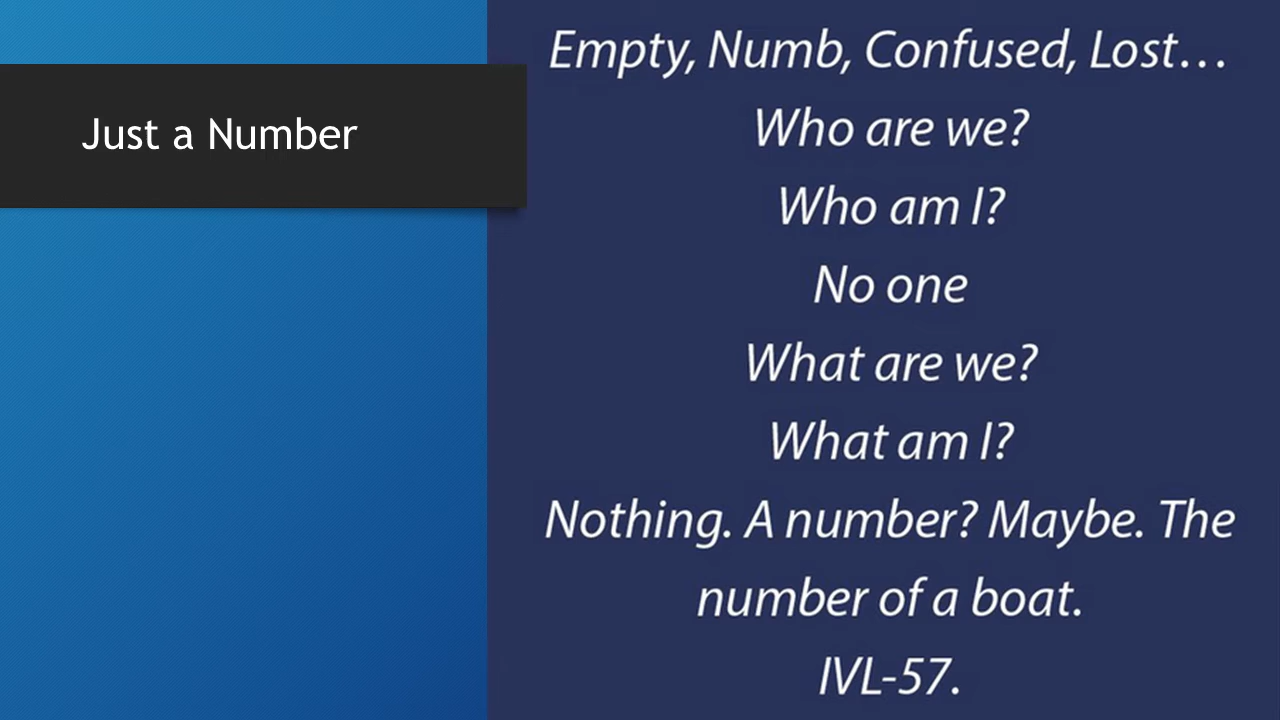 Just a Number
Empty, Numb, Confused, Lost…
Who are we?
Who am I?
No one
What are we?
What am I?
Nothing. A number? Maybe. The
number of a boat.
IVL-57.